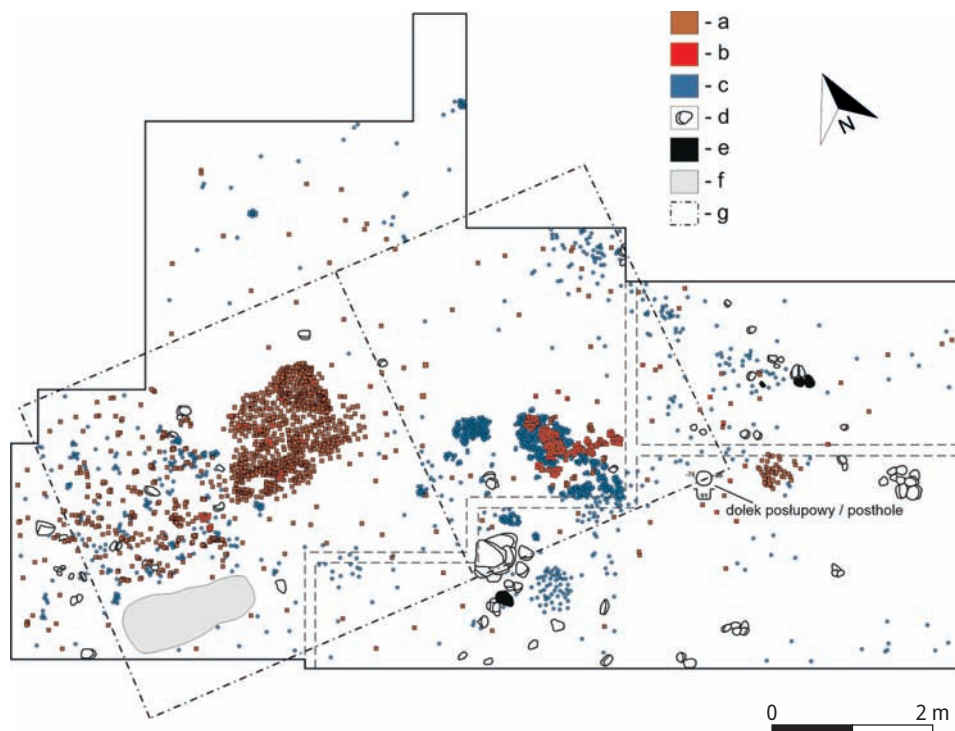 - a
- b
- c
- d
- e
- f
- g
N
dołek posłupowy / posthole
0 2 m